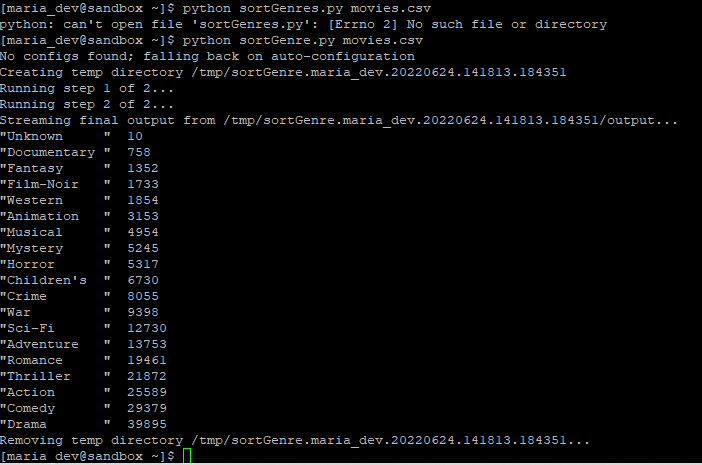 [maria_dev@sandbox ~]$ python sortGenres.py movies.csv
python: can't open file 'sortGenres.py': [Errno 2] No such file or directory
[maria_dev@sandbox ~]$ python sortGenre.py movies.csv
No configs found; falling back on auto-configuration
Creating temp directory /tmp/sortGenre.maria_dev.20220624.141813.184351
Running step 1 of 2...
Running step 2 of 2...
Streaming final output from /tmp/sortGenre.maria_dev.20220624.141813.184351/output...
"Unknown     "  10
"Documentary "  758
"Fantasy     "  1352
"Film-Noir   "  1733
"Western     "  1854
"Animation   "  3153
"Musical     "  4954
"Mystery     "  5245
"Horror      "  5317
"Children's  "  6730
"Crime       "  8055
"War         "  9398
"Sci-Fi      "  12730
"Adventure   "  13753
"Romance     "  19461
"Thriller    "  21872
"Action      "  25589
"Comedy      "  29379
"Drama       "  39895
Removing temp directory /tmp/sortGenre.maria_dev.20220624.141813.184351...
[maria_dev@sandbox ~]$